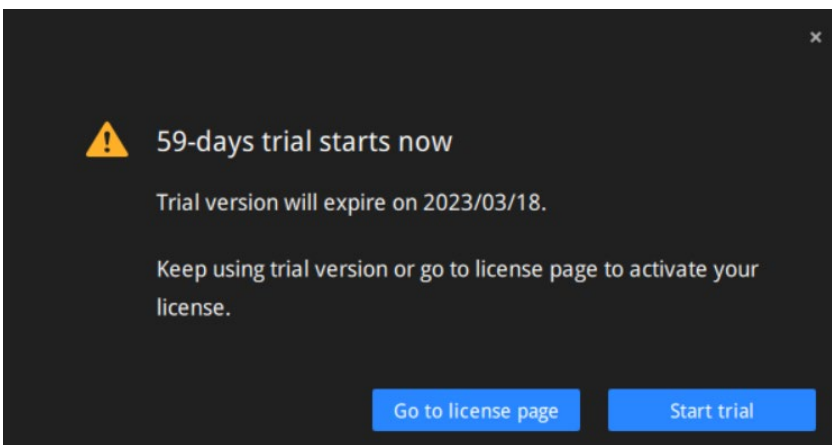 59-days trial starts now
Trial version will expire on 2023/03/18.
Keep using trial version or go to license page to activate your
license.
Go to license page
Start trial